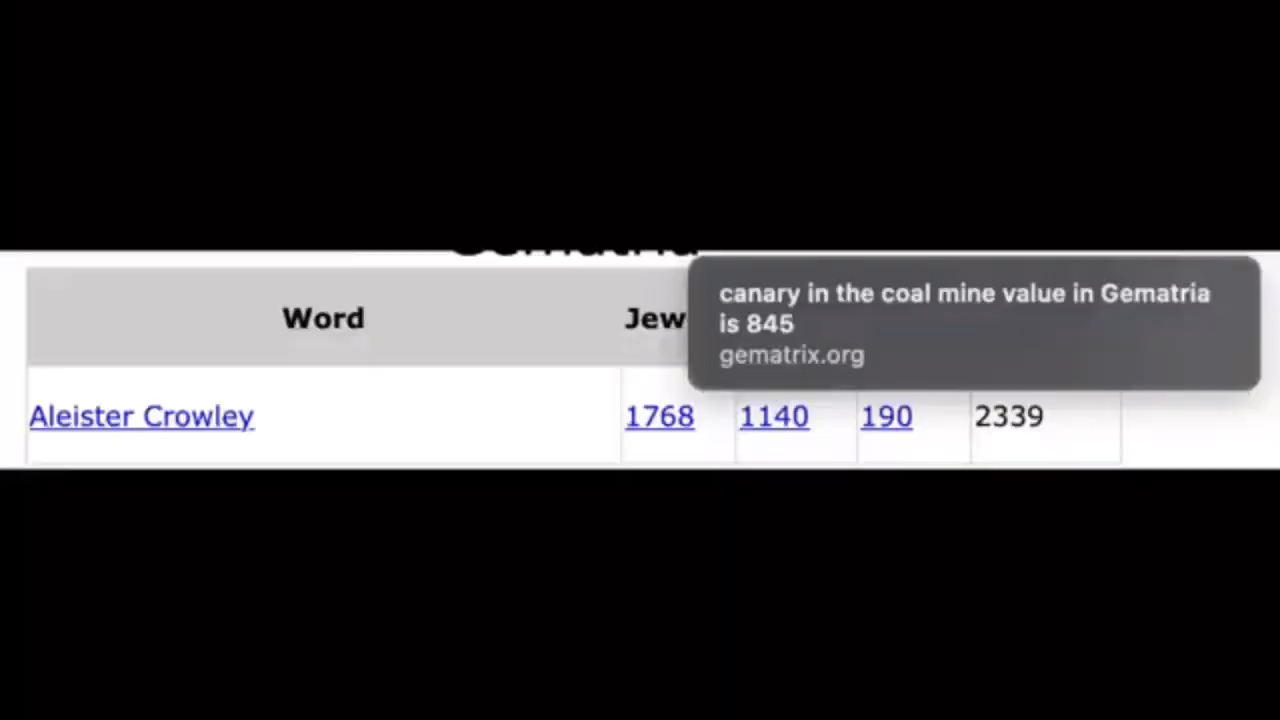 Gematria
canary in the coal mine value in Gematria
is 845
gematrix.org
Word Jew
Aleister Crowley 1768 1140 190 2339